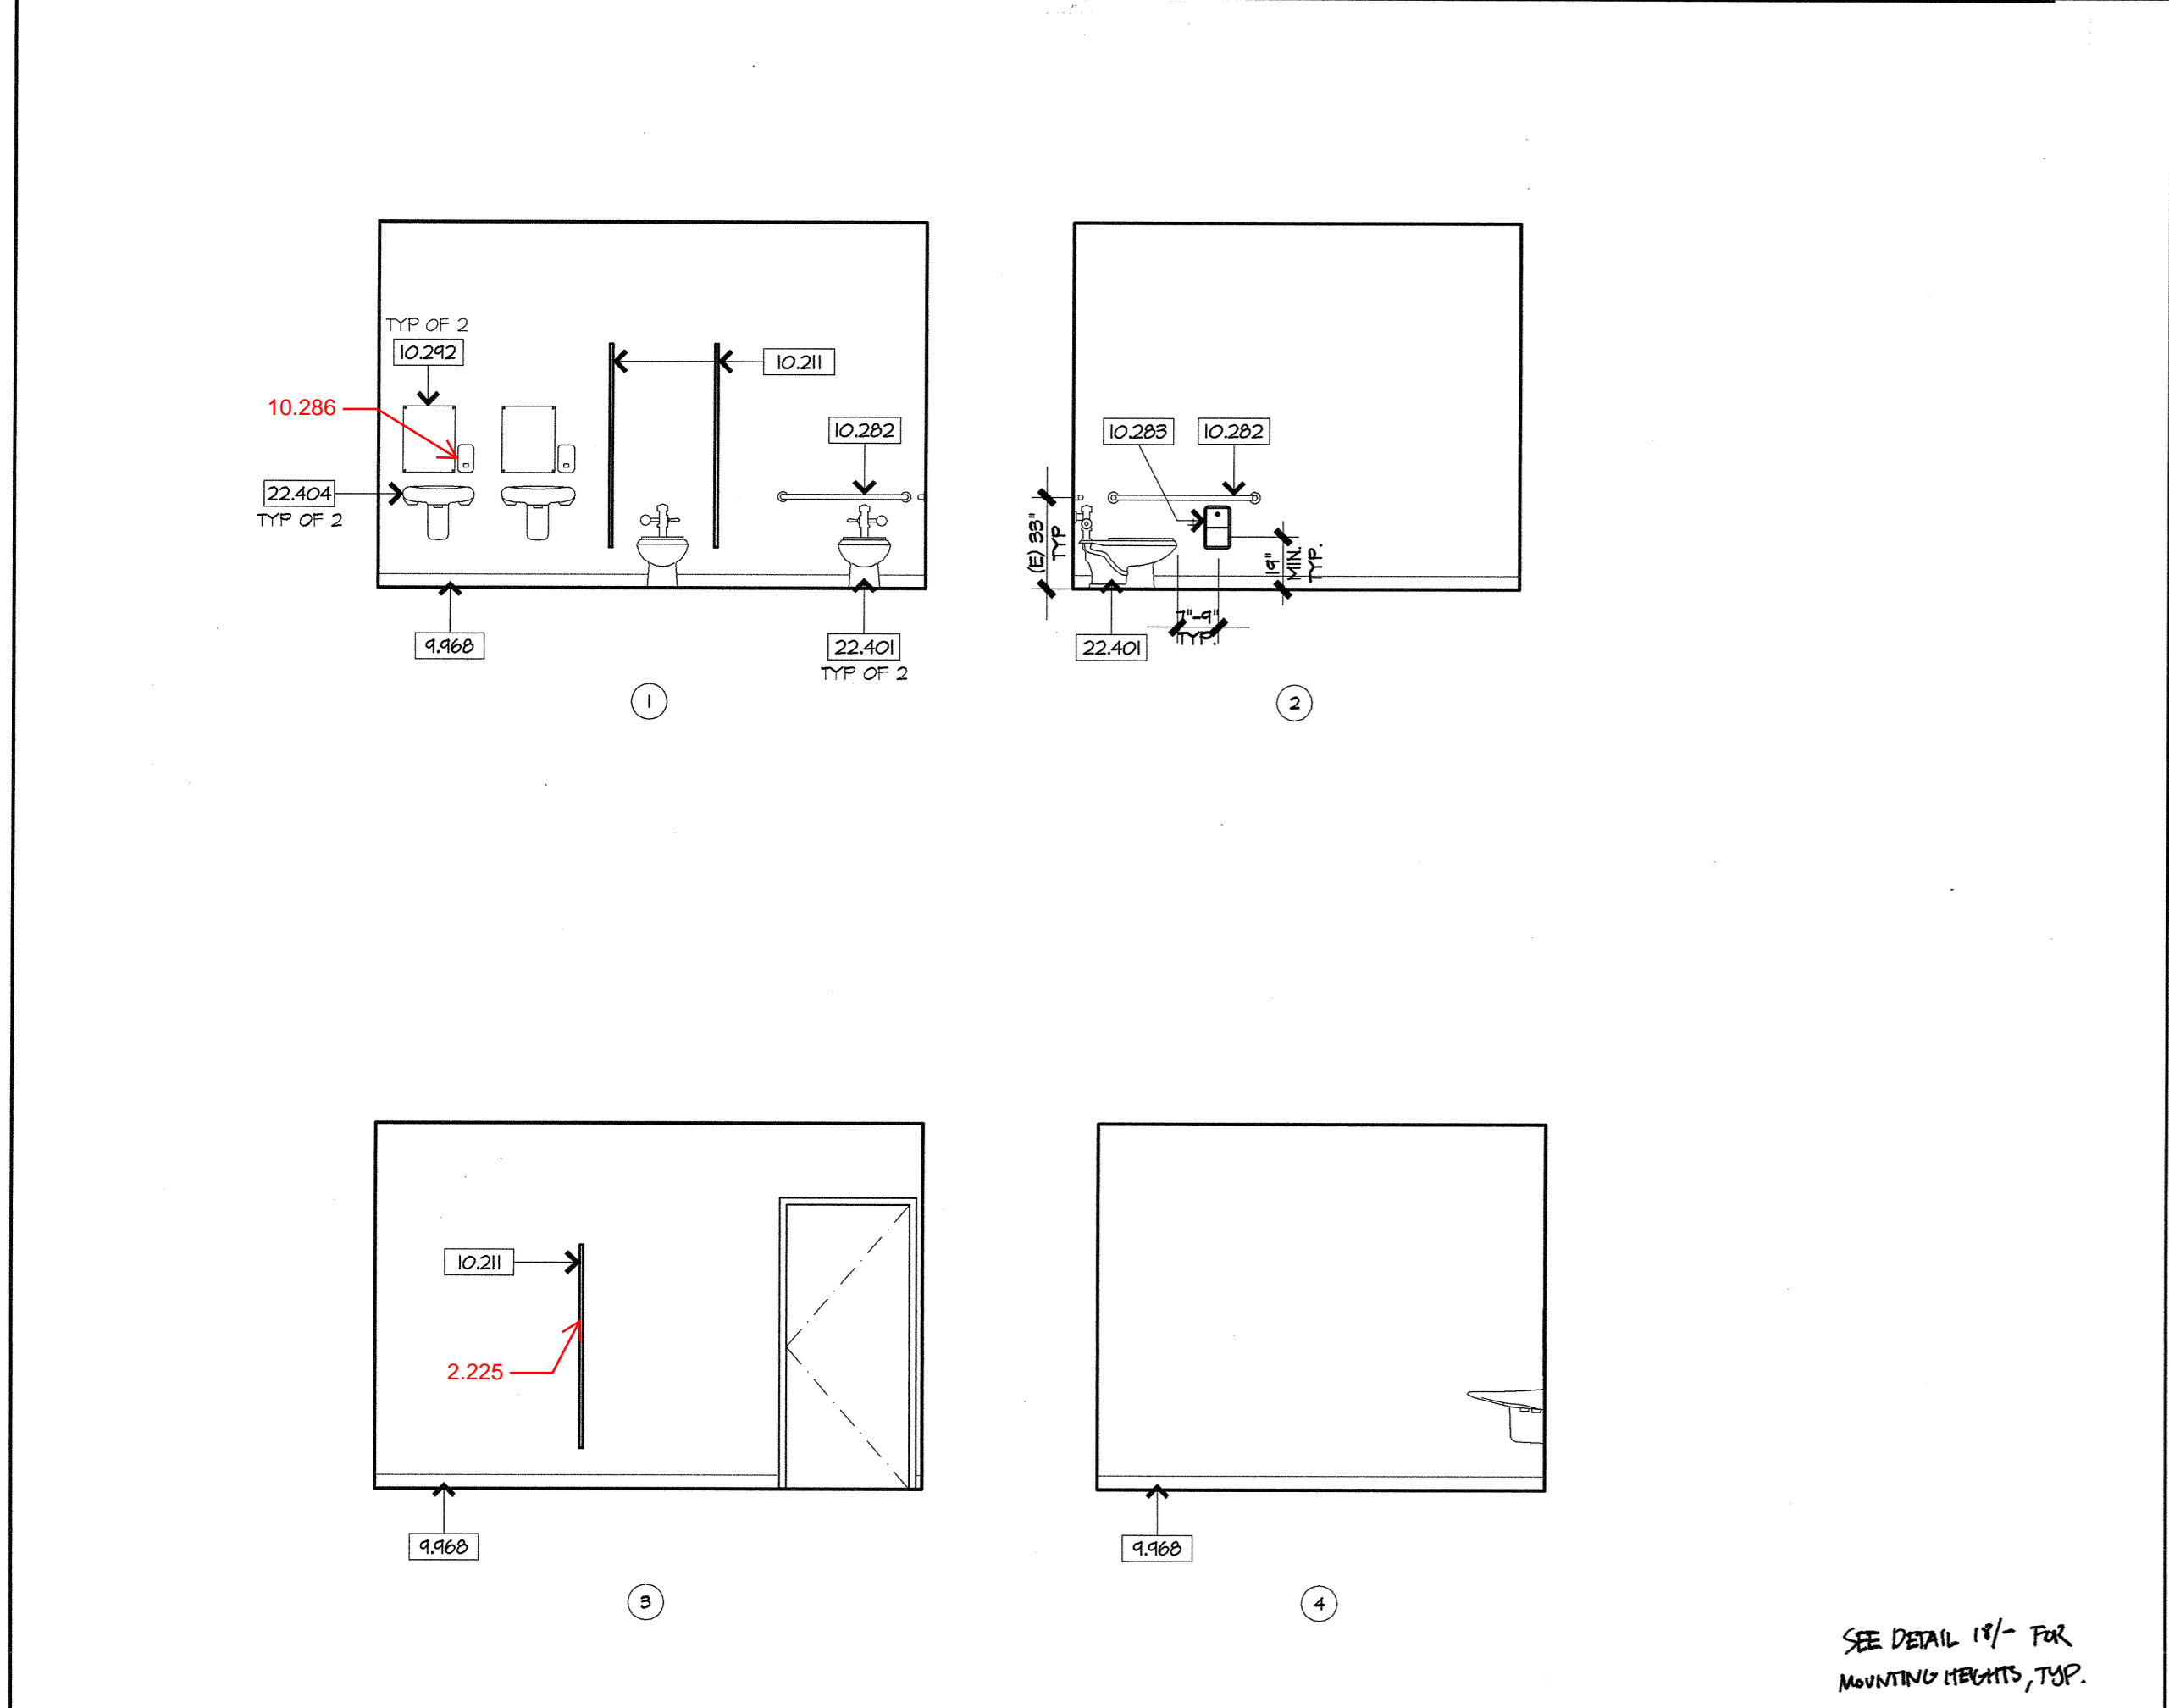 TYP OF 2
10.292
10.211
10.286
10.282
22.404
TYP OF 2
9.968
22.401
TYP OF 2
1
10.283
10.282
(E) 33"
TYP
19"
MIN.
TYP.
7"-9"
TYP.
22.401
2
10.211
2.225
9.968
3
9.968
4
SEE DETAIL 18/- FOR
MOUNTING HEIGHTS, TYP.